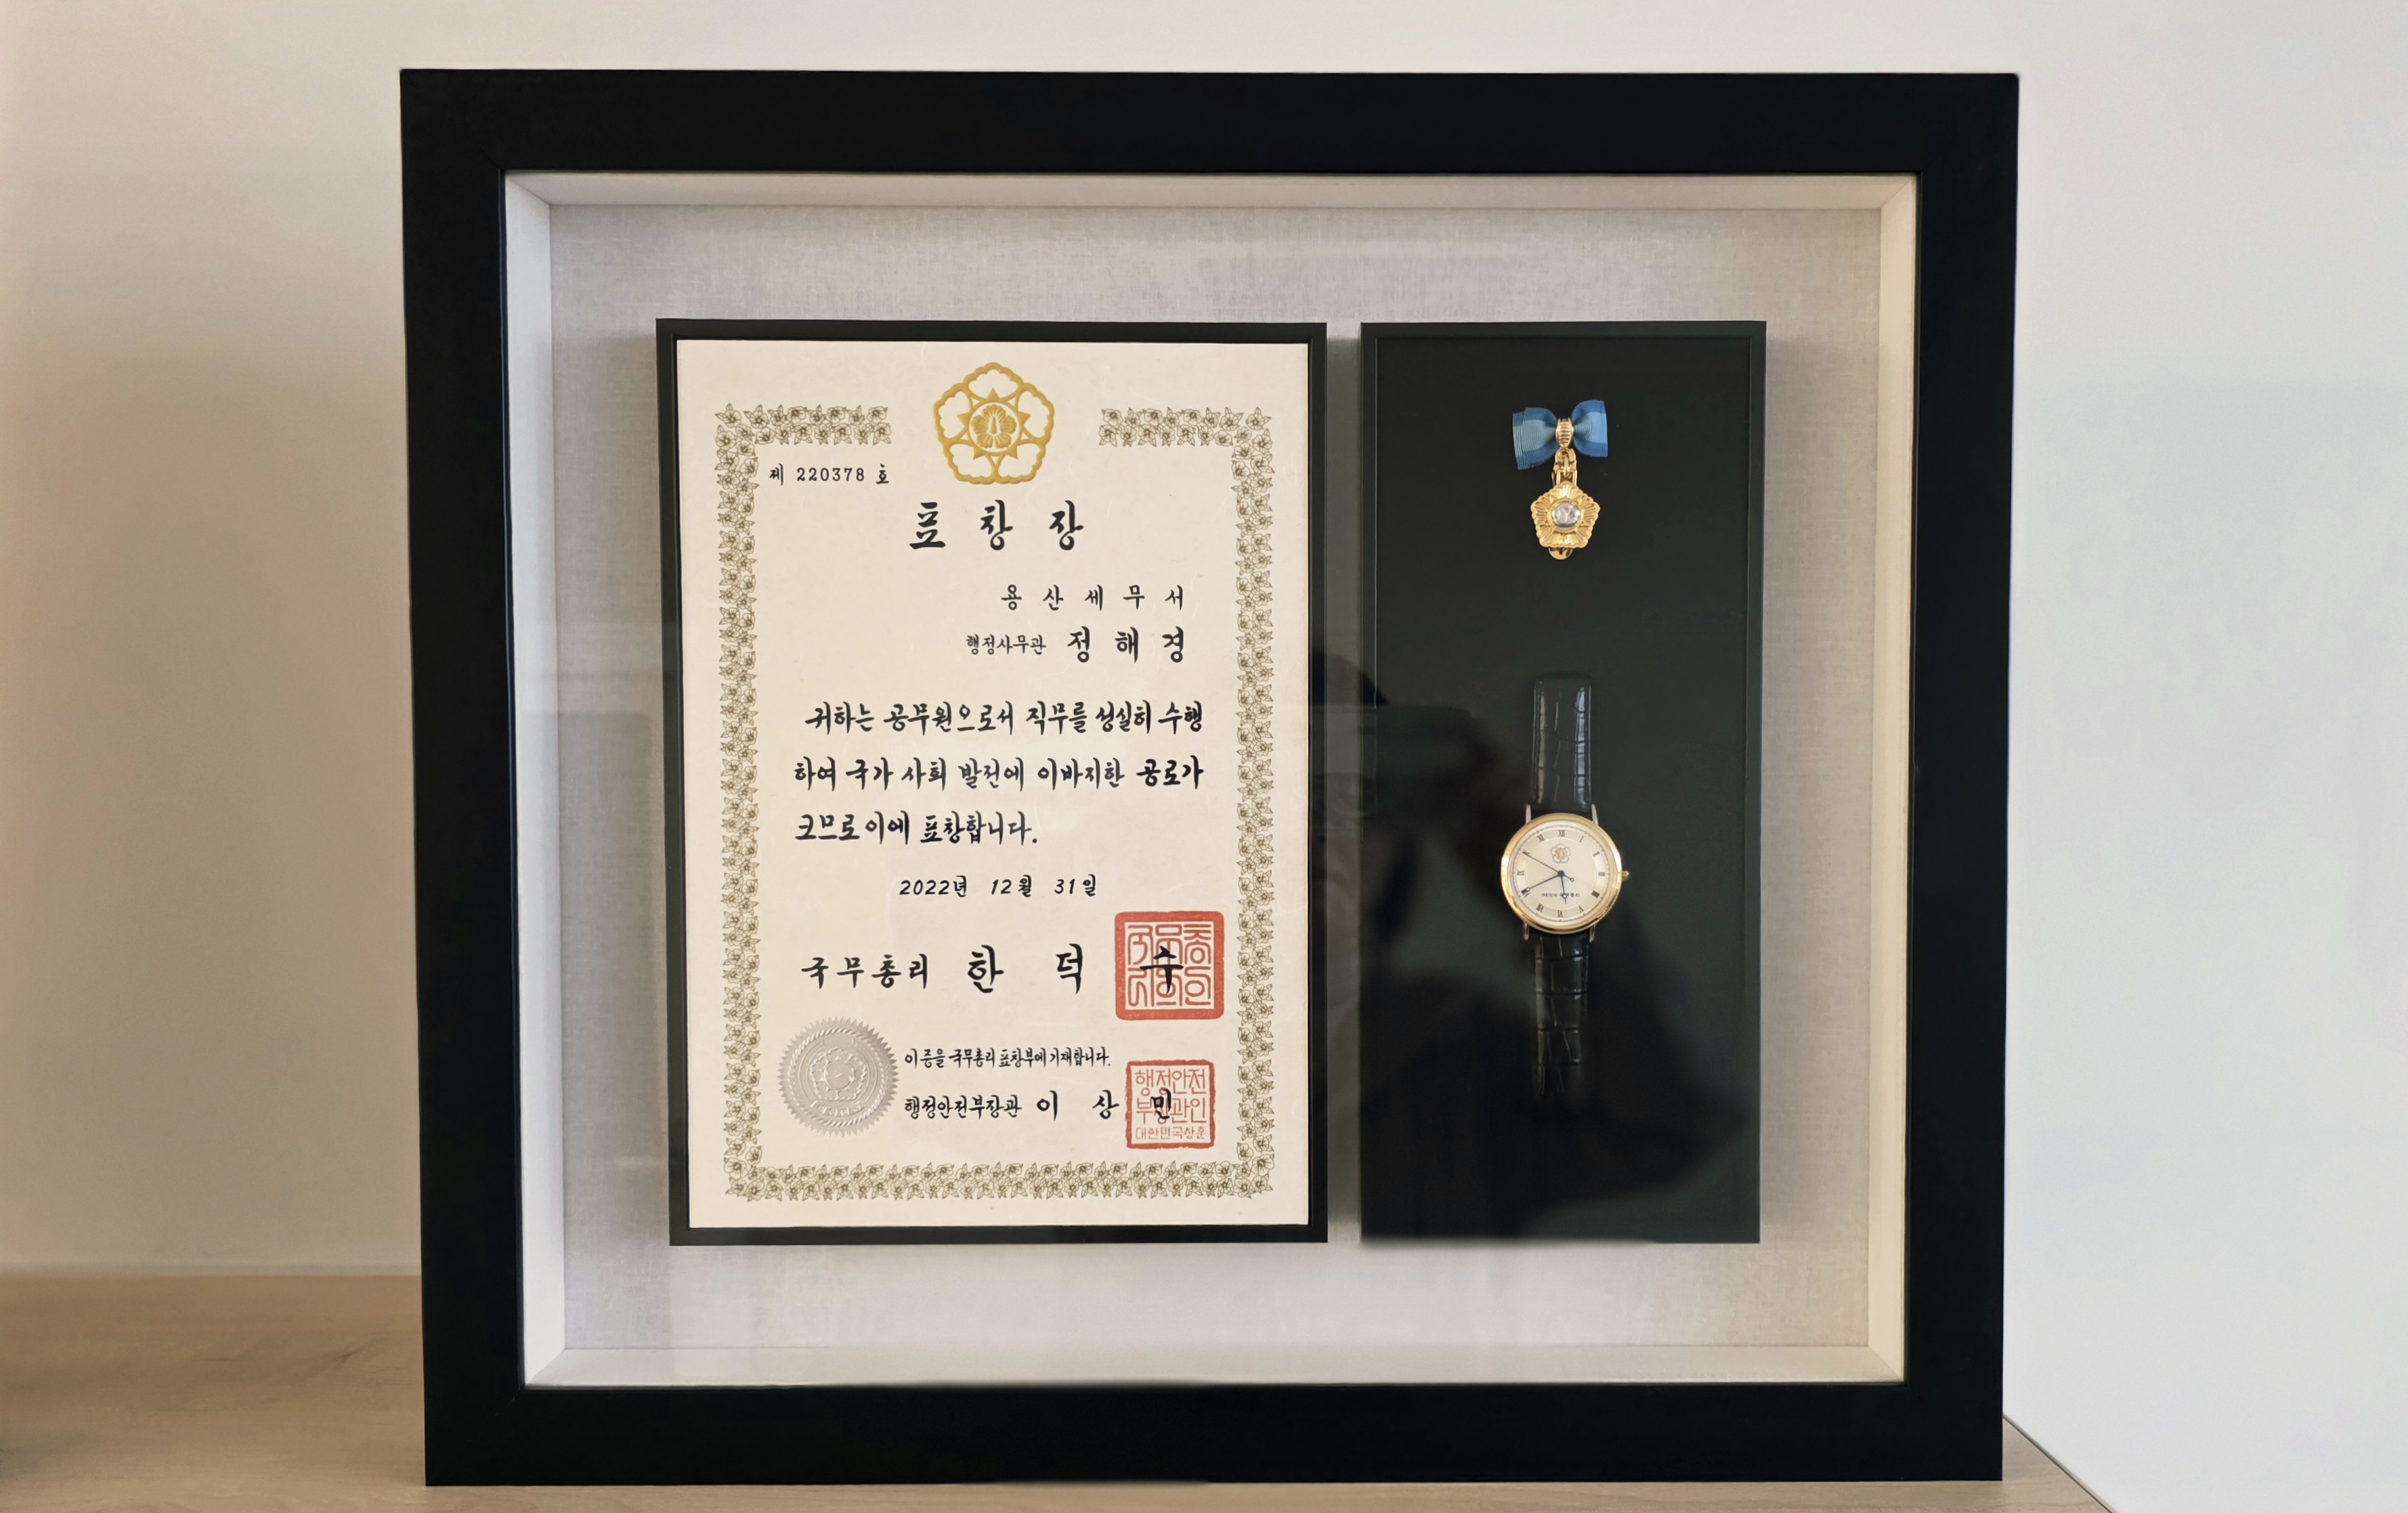 제 220378 호
표 창 장
용 산 세 무 서
행정사무관 정 해 경
귀하는 공무원으로서 직무를 성실히 수행
하여 국가 사회 발전에 이바지한 공로가
크므로 이에 표창합니다.
2022년 12월 31일
국무총리 한 덕 수
이 증을 국무총리 표창부에 기재합니다.
행정안전부장관 이 상 민
행정안전
부장관인
대한민국상훈